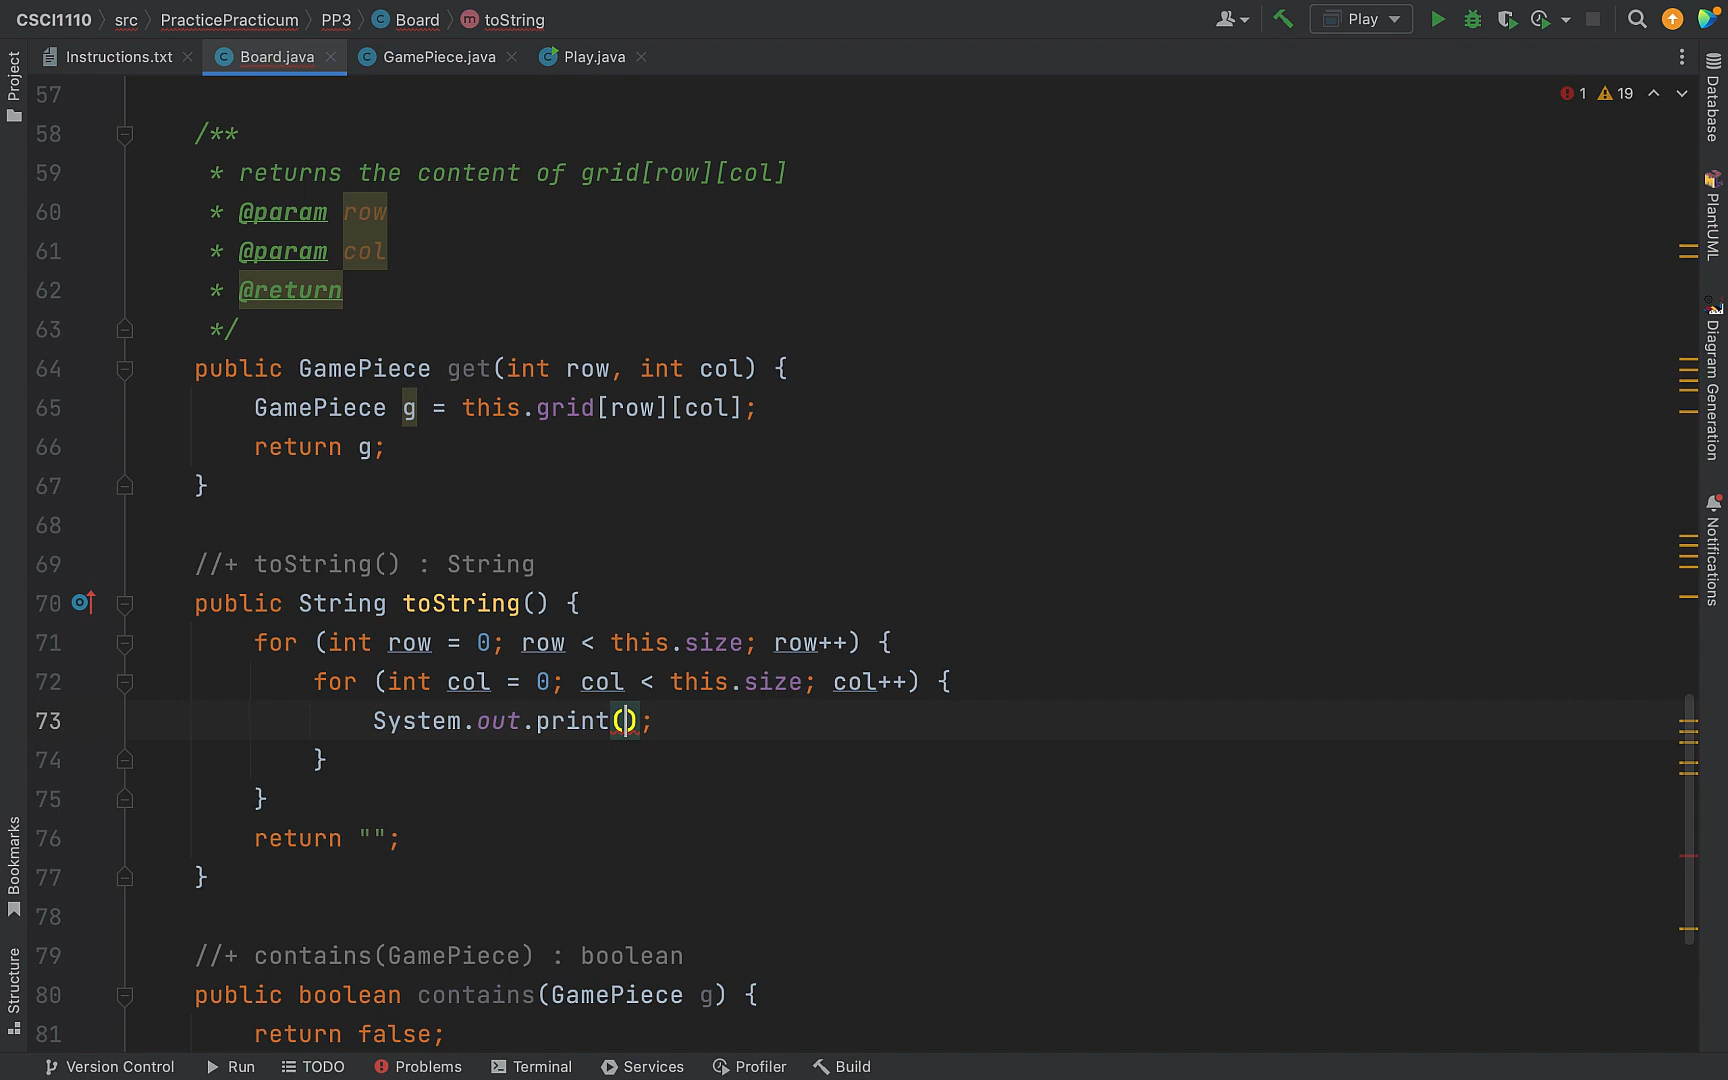 CSCI1110 src PracticePracticum PP3 Board toString Play
Instructions.txt Board.java GamePiece.java Play.java
1 19
Project
Bookmarks
Structure
57
58 /**
59 * returns the content of grid[row][col]
60 * @param row
61 * @param col
62 * @return
63 */
64 public GamePiece get(int row, int col) {
65 GamePiece g = this.grid[row][col];
66 return g;
67 }
68
69 //+ toString() : String
70 public String toString() {
71 for (int row = 0; row < this.size; row++) {
72 for (int col = 0; col < this.size; col++) {
73 System.out.print();
74 }
75 }
76 return "";
77 }
78
79 //+ contains(GamePiece) : boolean
80 public boolean contains(GamePiece g) {
81 return false;
Database
PlantUML
Diagram Generation
Notifications
Version Control Run TODO Problems Terminal Services Profiler Build